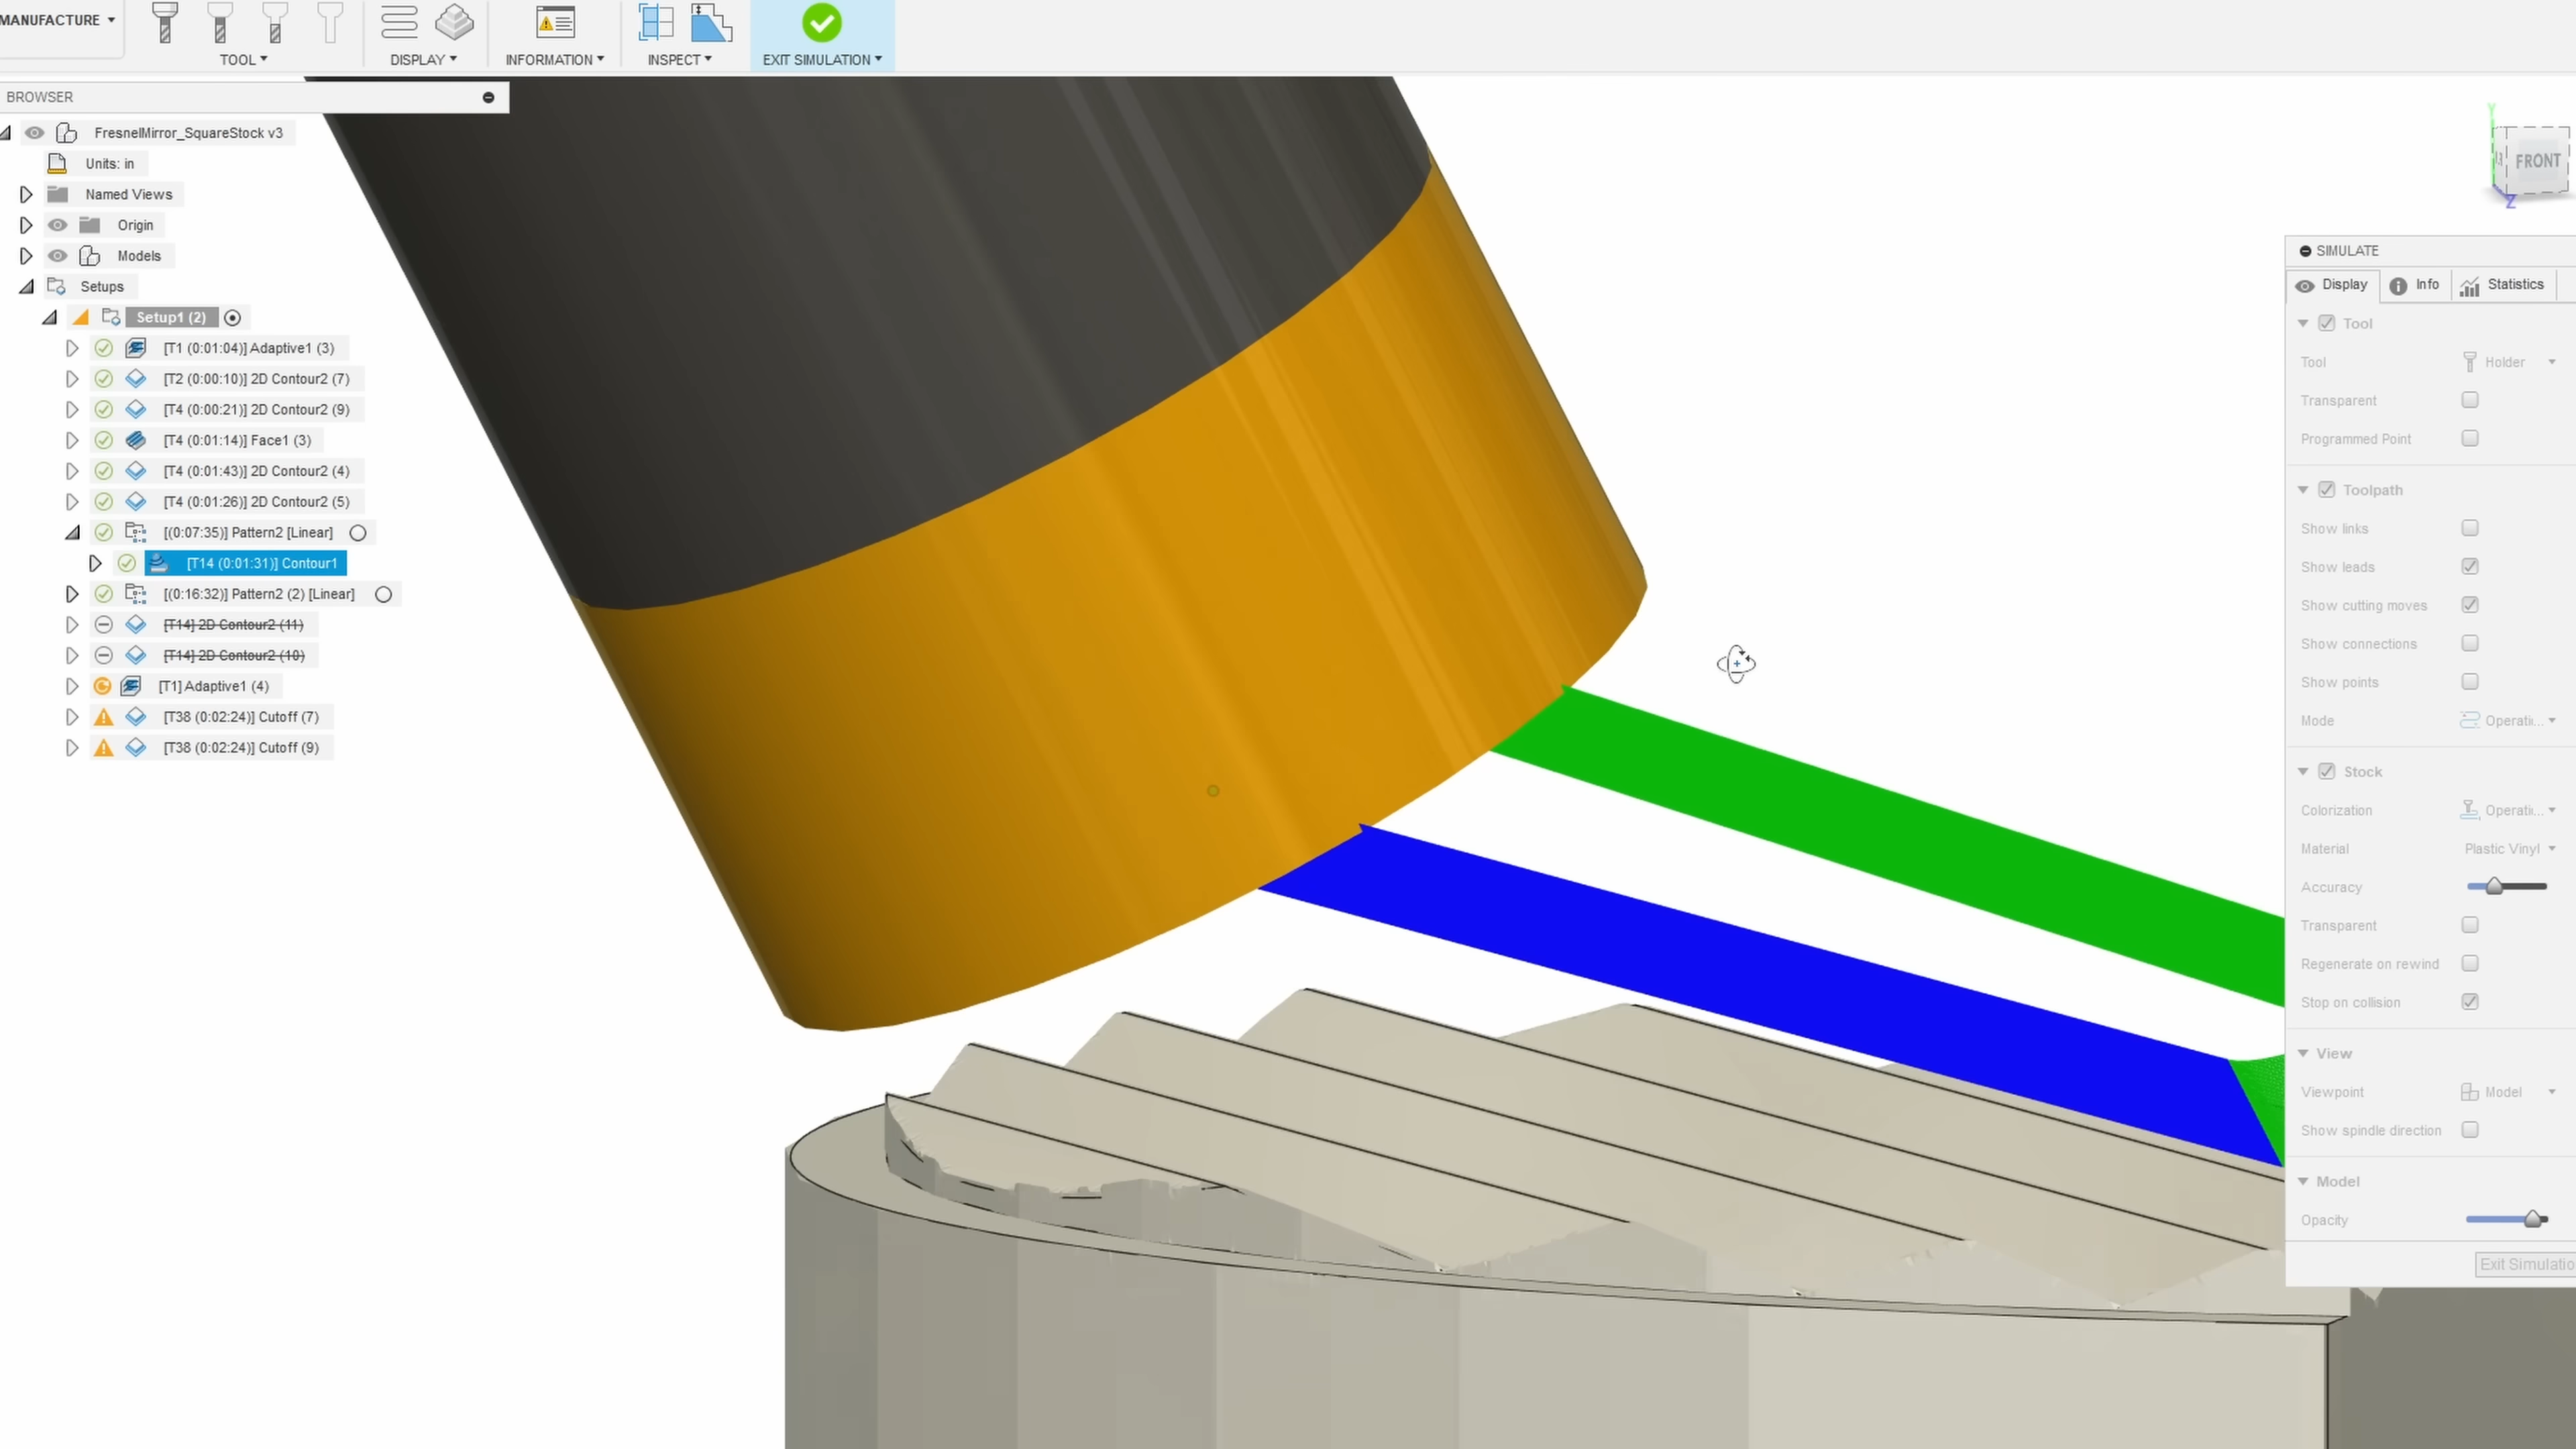 MANUFACTURE
TOOL
DISPLAY
INFORMATION
INSPECT
EXIT SIMULATION
BROWSER
FresnelMirror_SquareStock v3
Units: in
Named Views
Origin
Models
Setups
Setup1 (2)
[T1 (0:01:04)] Adaptive1 (3)
[T2 (0:00:10)] 2D Contour2 (7)
[T4 (0:00:21)] 2D Contour2 (9)
[T4 (0:01:14)] Face1 (3)
[T4 (0:01:43)] 2D Contour2 (4)
[T4 (0:01:26)] 2D Contour2 (5)
[(0:07:35)] Pattern2 [Linear]
[T14 (0:01:31)] Contour1
[(0:16:32)] Pattern2 (2) [Linear]
[T14] 2D Contour2 (11)
[T14] 2D Contour2 (10)
[T1] Adaptive1 (4)
[T38 (0:02:24)] Cutoff (7)
[T38 (0:02:24)] Cutoff (9)
Y
FRONT
Z
SIMULATE
Display Info Statistics
Tool
Tool Holder
Transparent
Programmed Point
Toolpath
Show links
Show leads
Show cutting moves
Show connections
Show points
Mode Operati...
Stock
Colorization Operati...
Material Plastic Vinyl
Accuracy
Transparent
Regenerate on rewind
Stop on collision
View
Viewpoint Model
Show spindle direction
Model
Opacity
Exit Simulatio